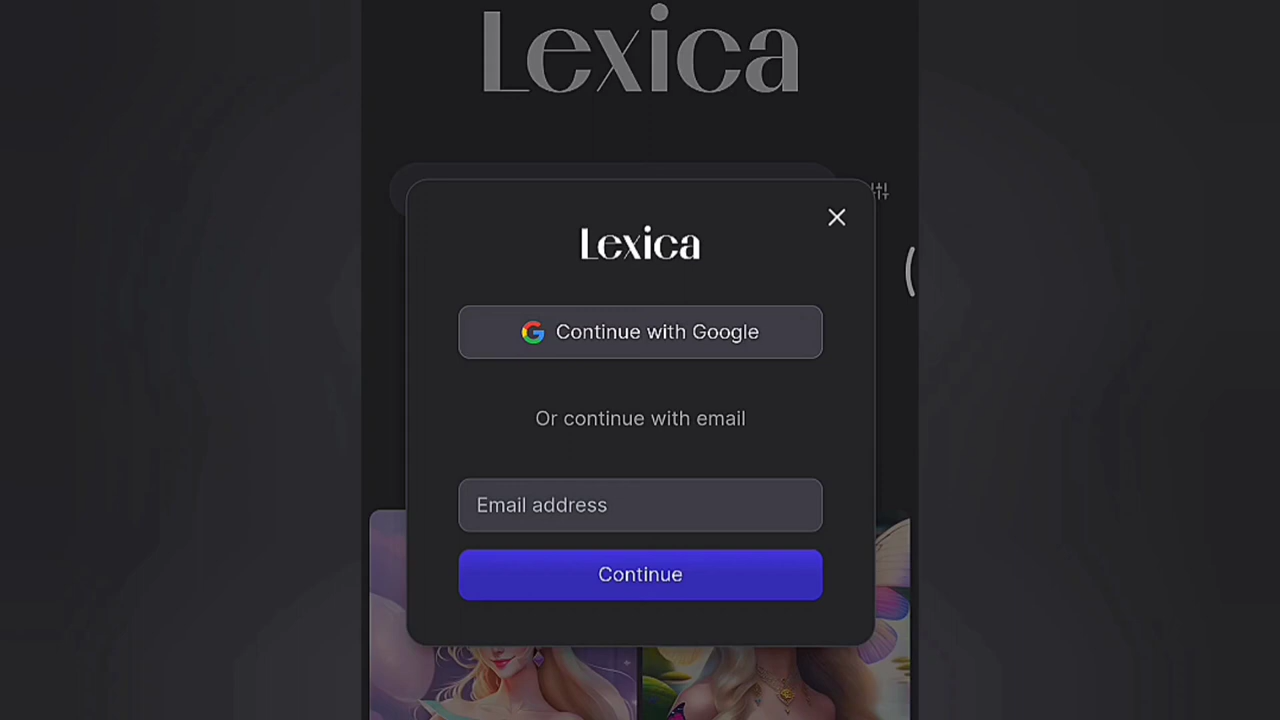 Lexica
Lexica
Continue with Google
Or continue with email
Email address
Continue